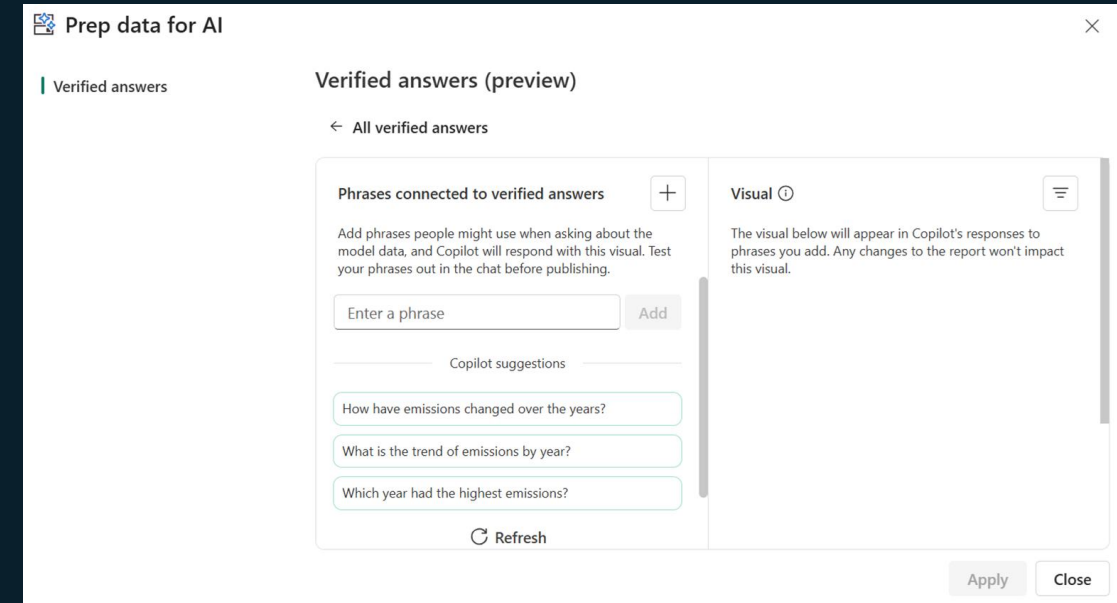 Prep data for AI
Verified answers
Verified answers (preview)
← All verified answers
Phrases connected to verified answers
Add phrases people might use when asking about the
model data, and Copilot will respond with this visual. Test
your phrases out in the chat before publishing.
Enter a phrase
Add
Copilot suggestions
How have emissions changed over the years?
What is the trend of emissions by year?
Which year had the highest emissions?
Refresh
Visual
The visual below will appear in Copilot's responses to
phrases you add. Any changes to the report won't impact
this visual.
Apply
Close